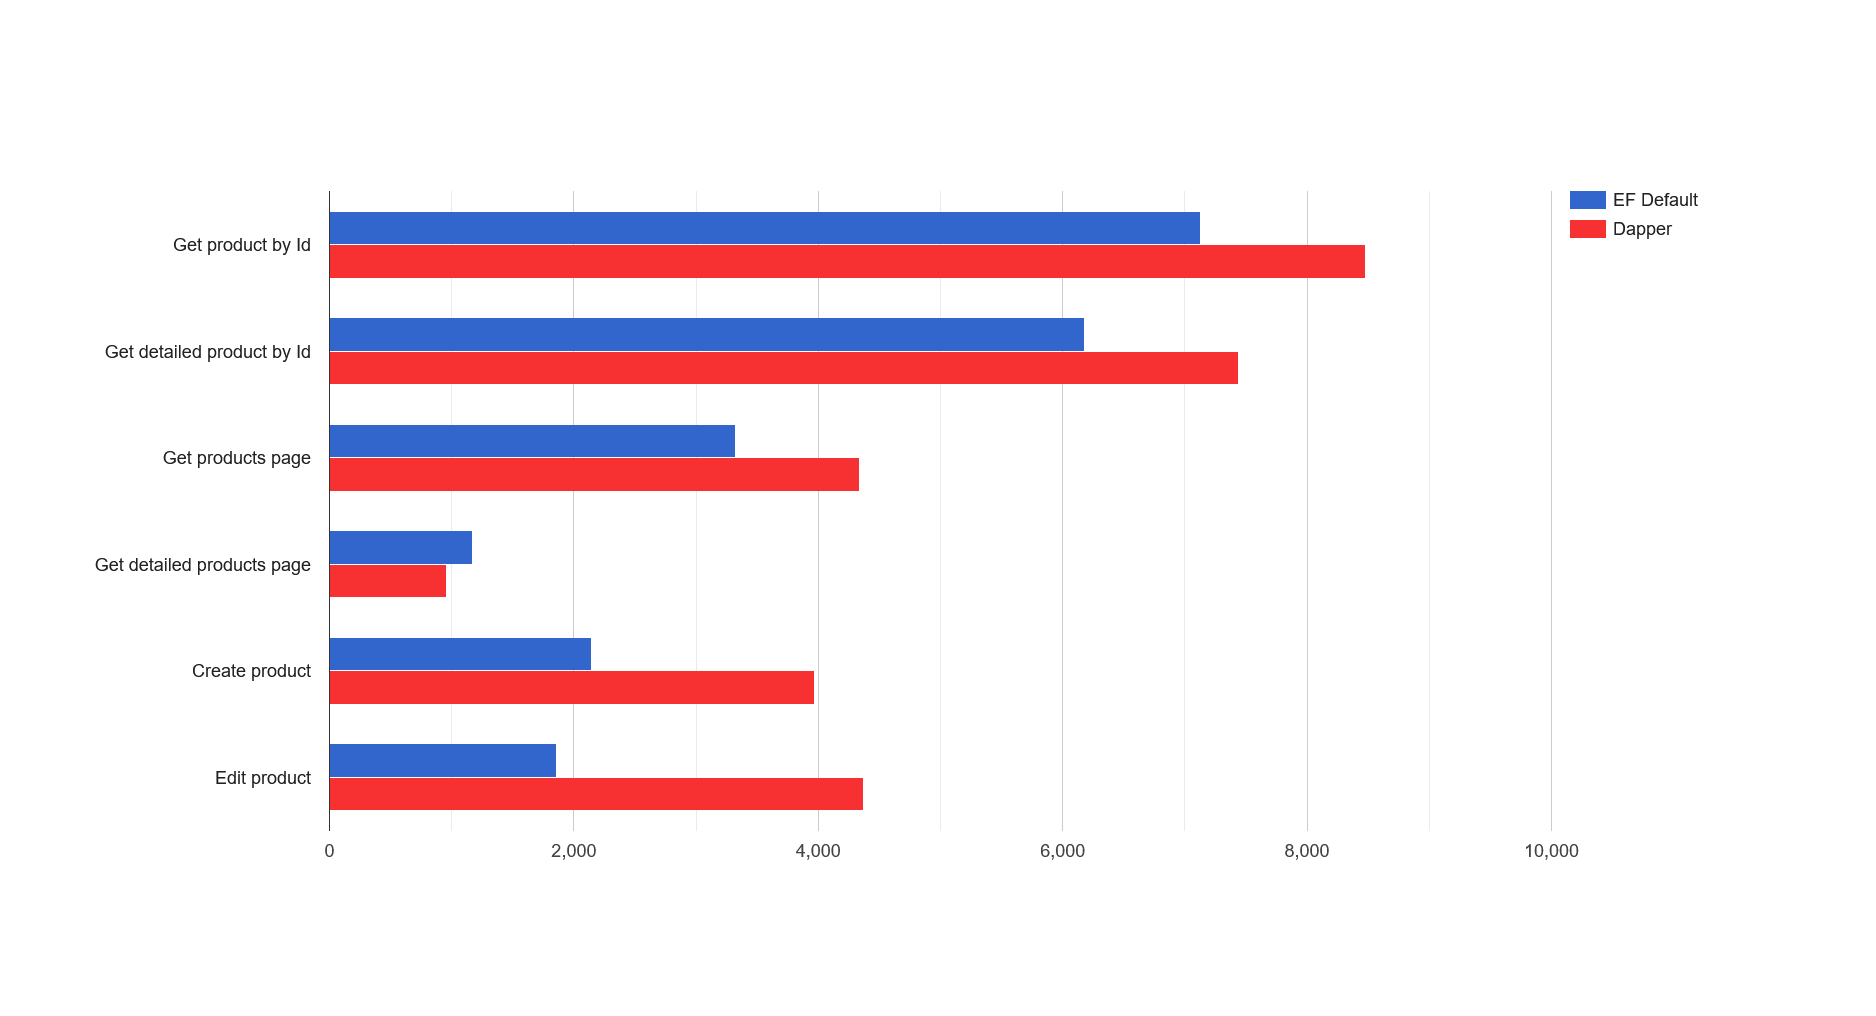 EF Default
Dapper
Get product by Id
Get detailed product by Id
Get products page
Get detailed products page
Create product
Edit product
0
2,000
4,000
6,000
8,000
10,000